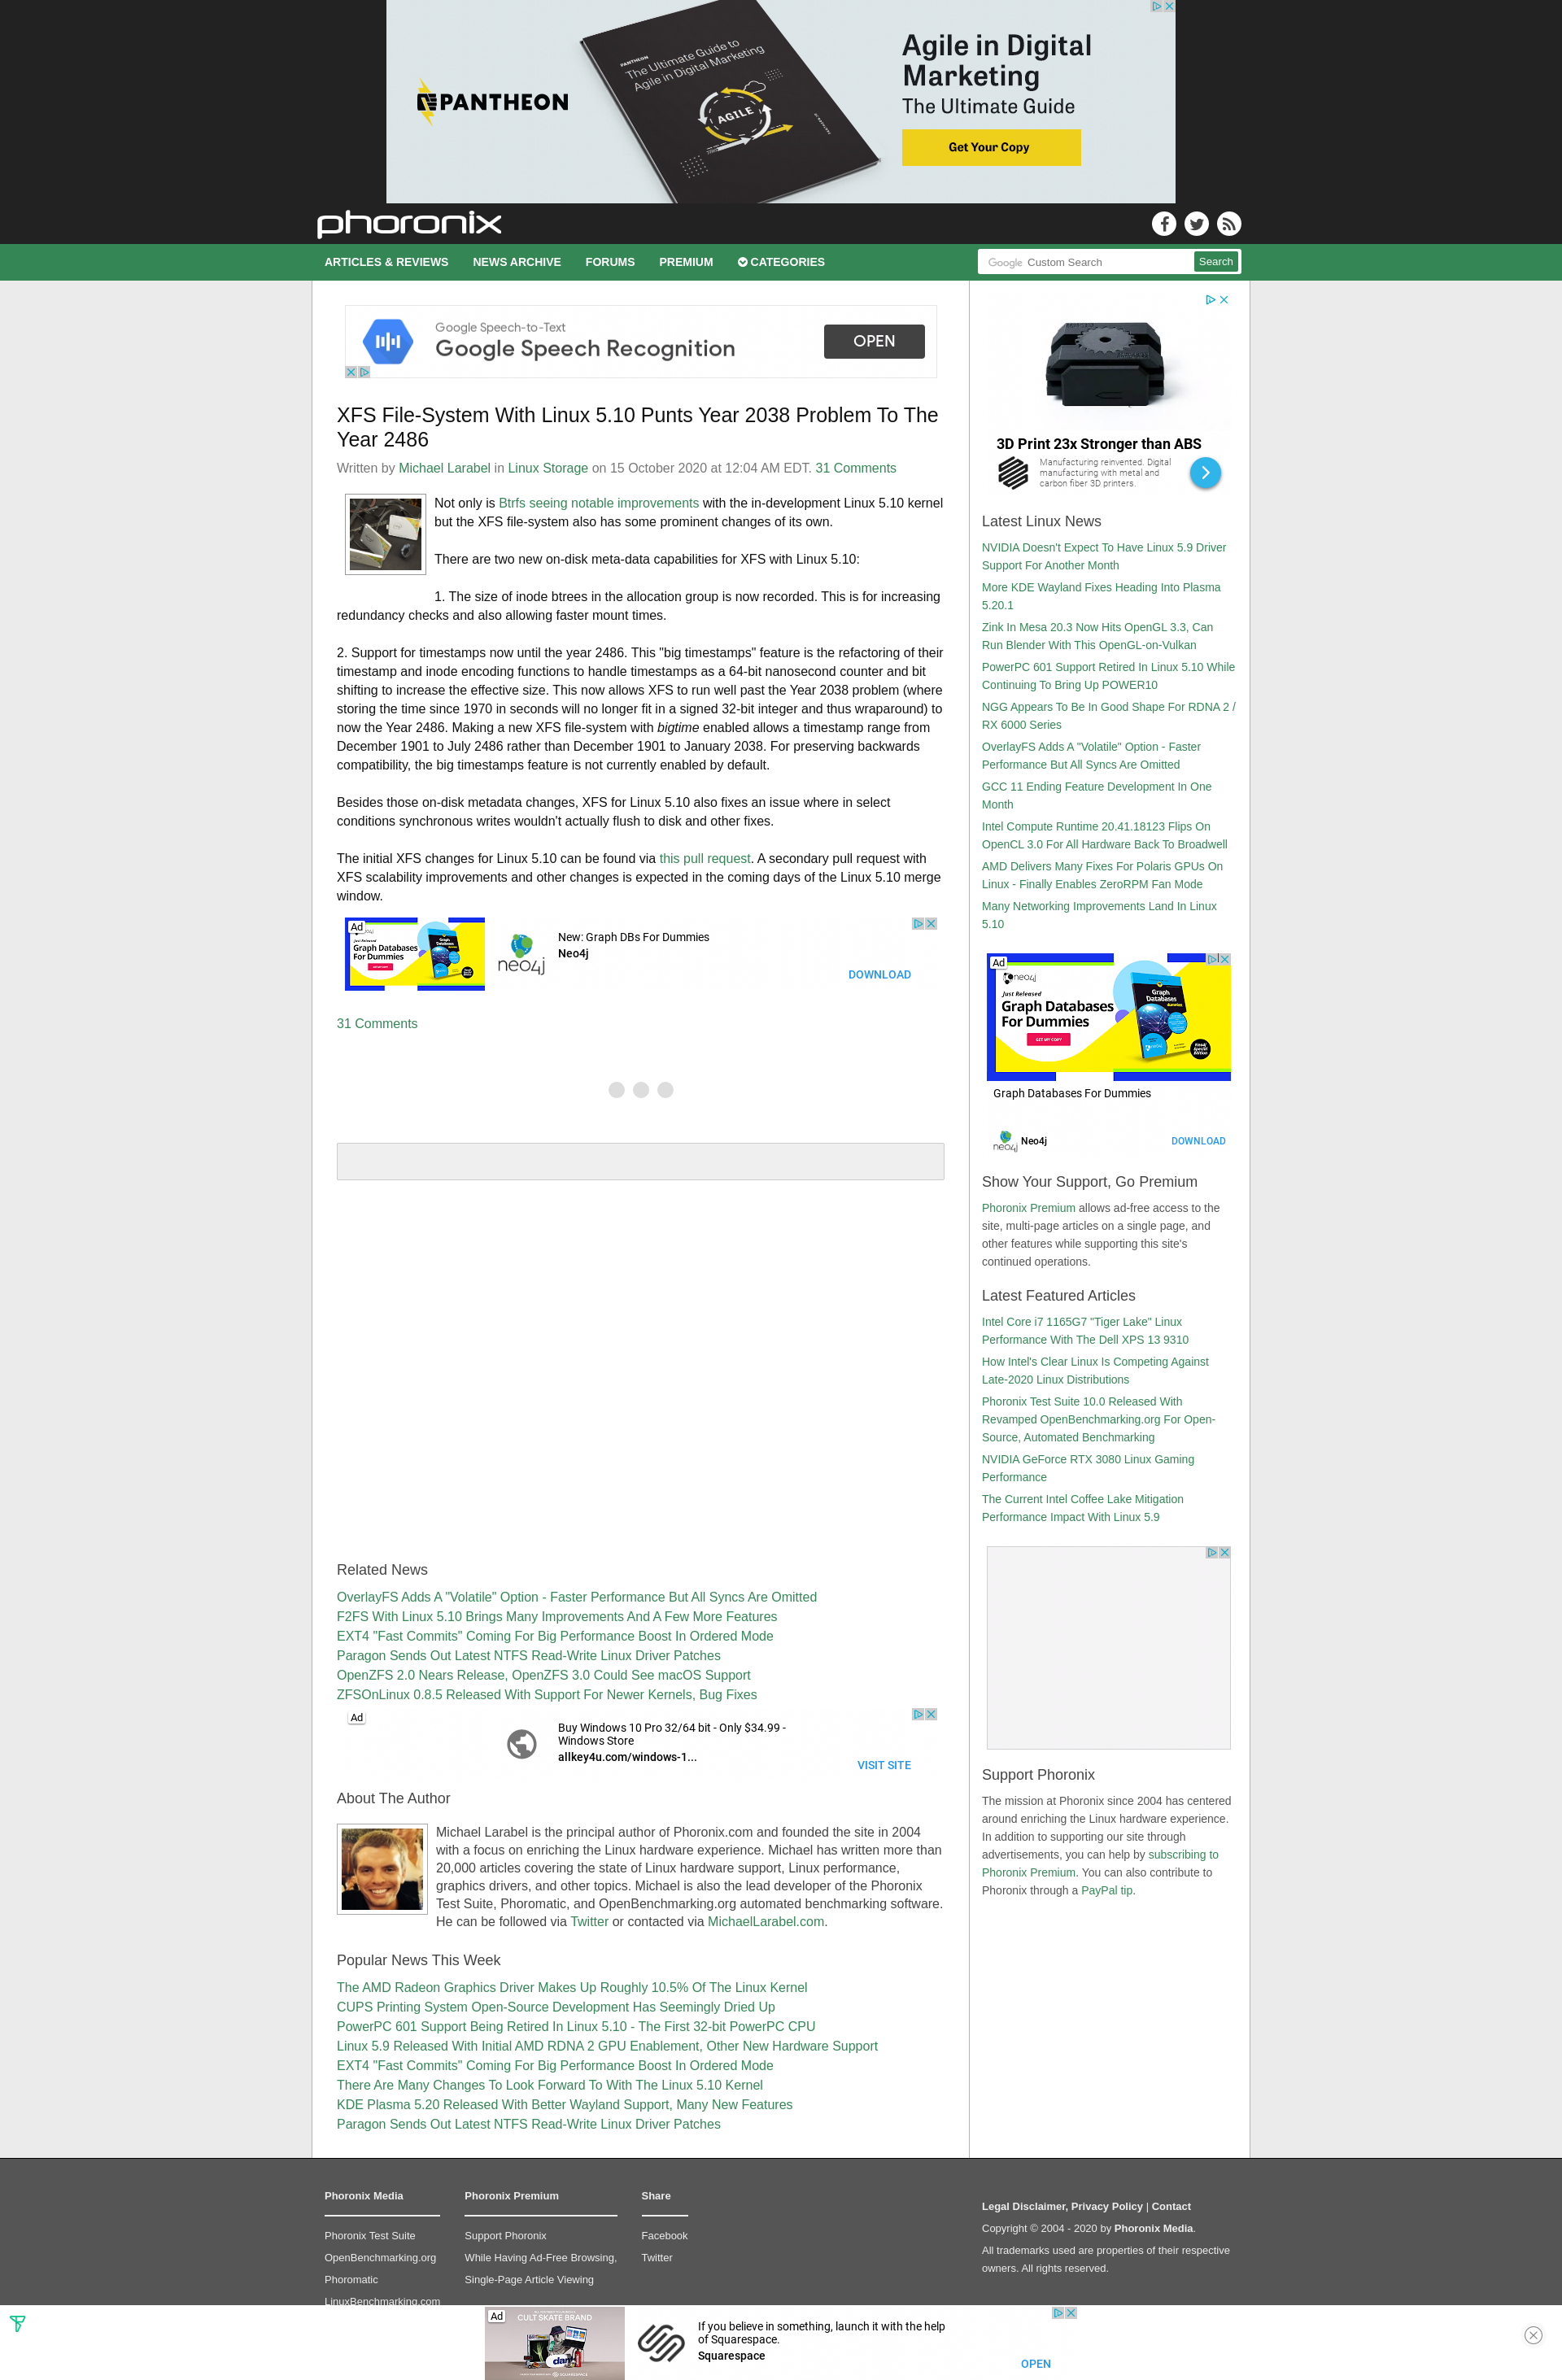 PANTHEON
PANTHEON
The Ultimate Guide to
Agile in Digital Marketing
AGILE
Agile in Digital
Marketing
The Ultimate Guide
Get Your Copy
phoronix
ARTICLES & REVIEWS NEWS ARCHIVE FORUMS PREMIUM CATEGORIES
Google Custom Search Search
Google Speech-to-Text
Google Speech Recognition
OPEN
XFS File-System With Linux 5.10 Punts Year 2038 Problem To The
Year 2486
Written by Michael Larabel in Linux Storage on 15 October 2020 at 12:04 AM EDT. 31 Comments
Not only is Btrfs seeing notable improvements with the in-development Linux 5.10 kernel
but the XFS file-system also has some prominent changes of its own.
There are two new on-disk meta-data capabilities for XFS with Linux 5.10:
1. The size of inode btrees in the allocation group is now recorded. This is for increasing
redundancy checks and also allowing faster mount times.
2. Support for timestamps now until the year 2486. This "big timestamps" feature is the refactoring of their
timestamp and inode encoding functions to handle timestamps as a 64-bit nanosecond counter and bit
shifting to increase the effective size. This now allows XFS to run well past the Year 2038 problem (where
storing the time since 1970 in seconds will no longer fit in a signed 32-bit integer and thus wraparound) to
now the Year 2486. Making a new XFS file-system with bigtime enabled allows a timestamp range from
December 1901 to July 2486 rather than December 1901 to January 2038. For preserving backwards
compatibility, the big timestamps feature is not currently enabled by default.
Besides those on-disk metadata changes, XFS for Linux 5.10 also fixes an issue where in select
conditions synchronous writes wouldn't actually flush to disk and other fixes.
The initial XFS changes for Linux 5.10 can be found via this pull request. A secondary pull request with
XFS scalability improvements and other changes is expected in the coming days of the Linux 5.10 merge
window.
Ad
Just Released
Graph Databases
For Dummies
neo4j
New: Graph DBs For Dummies
Neo4j
DOWNLOAD
31 Comments
Related News
OverlayFS Adds A "Volatile" Option - Faster Performance But All Syncs Are Omitted
F2FS With Linux 5.10 Brings Many Improvements And A Few More Features
EXT4 "Fast Commits" Coming For Big Performance Boost In Ordered Mode
Paragon Sends Out Latest NTFS Read-Write Linux Driver Patches
OpenZFS 2.0 Nears Release, OpenZFS 3.0 Could See macOS Support
ZFSOnLinux 0.8.5 Released With Support For Newer Kernels, Bug Fixes
Ad
Buy Windows 10 Pro 32/64 bit - Only $34.99 -
Windows Store
allkey4u.com/windows-1...
VISIT SITE
About The Author
Michael Larabel is the principal author of Phoronix.com and founded the site in 2004
with a focus on enriching the Linux hardware experience. Michael has written more than
20,000 articles covering the state of Linux hardware support, Linux performance,
graphics drivers, and other topics. Michael is also the lead developer of the Phoronix
Test Suite, Phoromatic, and OpenBenchmarking.org automated benchmarking software.
He can be followed via Twitter or contacted via MichaelLarabel.com.
Popular News This Week
The AMD Radeon Graphics Driver Makes Up Roughly 10.5% Of The Linux Kernel
CUPS Printing System Open-Source Development Has Seemingly Dried Up
PowerPC 601 Support Being Retired In Linux 5.10 - The First 32-bit PowerPC CPU
Linux 5.9 Released With Initial AMD RDNA 2 GPU Enablement, Other New Hardware Support
EXT4 "Fast Commits" Coming For Big Performance Boost In Ordered Mode
There Are Many Changes To Look Forward To With The Linux 5.10 Kernel
KDE Plasma 5.20 Released With Better Wayland Support, Many New Features
Paragon Sends Out Latest NTFS Read-Write Linux Driver Patches
3D Print 23x Stronger than ABS
Manufacturing reinvented. Digital
manufacturing with metal and
carbon fiber 3D printers.
Latest Linux News
NVIDIA Doesn't Expect To Have Linux 5.9 Driver
Support For Another Month
More KDE Wayland Fixes Heading Into Plasma
5.20.1
Zink In Mesa 20.3 Now Hits OpenGL 3.3, Can
Run Blender With This OpenGL-on-Vulkan
PowerPC 601 Support Retired In Linux 5.10 While
Continuing To Bring Up POWER10
NGG Appears To Be In Good Shape For RDNA 2 /
RX 6000 Series
OverlayFS Adds A "Volatile" Option - Faster
Performance But All Syncs Are Omitted
GCC 11 Ending Feature Development In One
Month
Intel Compute Runtime 20.41.18123 Flips On
OpenCL 3.0 For All Hardware Back To Broadwell
AMD Delivers Many Fixes For Polaris GPUs On
Linux - Finally Enables ZeroRPM Fan Mode
Many Networking Improvements Land In Linux
5.10
Ad
neo4j
Just Released
Graph Databases
For Dummies
GET MY COPY
Graph
Databases
Graph Databases For Dummies
neo4j Neo4j
DOWNLOAD
Show Your Support, Go Premium
Phoronix Premium allows ad-free access to the
site, multi-page articles on a single page, and
other features while supporting this site's
continued operations.
Latest Featured Articles
Intel Core i7 1165G7 "Tiger Lake" Linux
Performance With The Dell XPS 13 9310
How Intel's Clear Linux Is Competing Against
Late-2020 Linux Distributions
Phoronix Test Suite 10.0 Released With
Revamped OpenBenchmarking.org For Open-
Source, Automated Benchmarking
NVIDIA GeForce RTX 3080 Linux Gaming
Performance
The Current Intel Coffee Lake Mitigation
Performance Impact With Linux 5.9
Support Phoronix
The mission at Phoronix since 2004 has centered
around enriching the Linux hardware experience.
In addition to supporting our site through
advertisements, you can help by subscribing to
Phoronix Premium. You can also contribute to
Phoronix through a PayPal tip.
Phoronix Media
Phoronix Test Suite
OpenBenchmarking.org
Phoromatic
LinuxBenchmarking.com
Phoronix Premium
Support Phoronix
While Having Ad-Free Browsing,
Single-Page Article Viewing
Share
Facebook
Twitter
Legal Disclaimer, Privacy Policy | Contact
Copyright © 2004 - 2020 by Phoronix Media.
All trademarks used are properties of their respective
owners. All rights reserved.
Ad
CULT SKATE BRAND
SQUARESPACE
If you believe in something, launch it with the help
of Squarespace.
Squarespace
OPEN